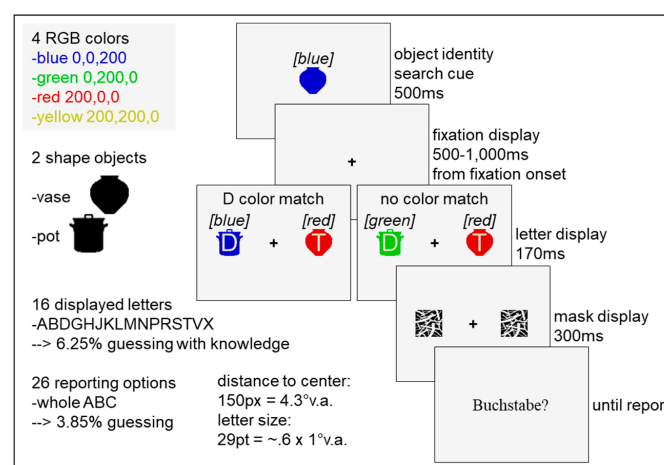 4 RGB colors
-blue 0,0,200
-green 0,200,0
-red 200,0,0
-yellow 200,200,0
2 shape objects
-vase
-pot
16 displayed letters
-ABDGHJKLMNPRSTVX
--> 6.25% guessing with knowledge
26 reporting options
-whole ABC
--> 3.85% guessing
distance to center:
150px = 4.3°v.a.
letter size:
29pt = ~.6 x 1°v.a.
[blue]
object identity
search cue
500ms
+
fixation display
500-1,000ms
from fixation onset
D color match
[blue] [red]
D + T
no color match
[green] [red]
D + T
letter display
170ms
+
mask display
300ms
Buchstabe?
until repor